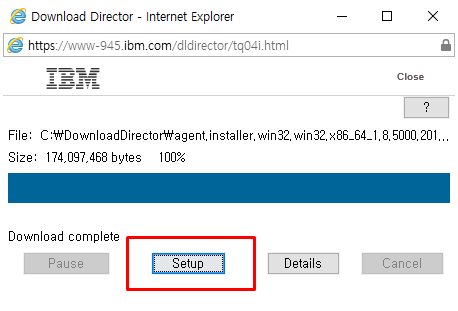 Download Director - Internet Explorer
https://www-945.ibm.com/dldirector/tq04i.html
IBM
Close
?
File: C:₩DownloadDirector₩agent,installer,win32,win32,x86_64_1,8,5000,201,,,
Size: 174,097,468 bytes 100%
Download complete
Pause Setup Details Cancel